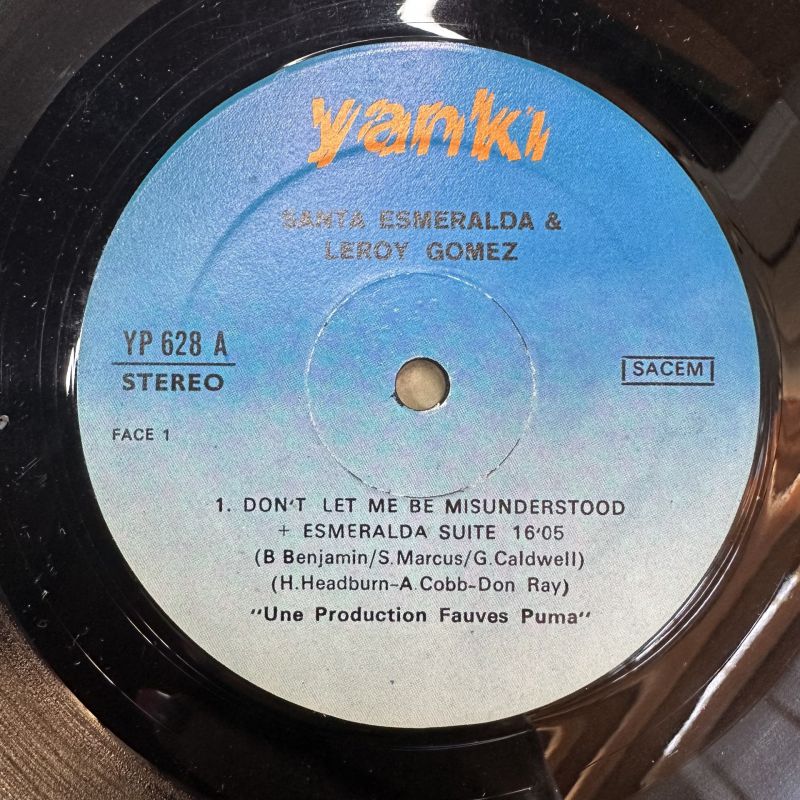 yanki
SANTA ESMERALDA &
LEROY GOMEZ
YP 628 A
STEREO
SACEM
FACE 1
1. DON'T LET ME BE MISUNDERSTOOD
+ ESMERALDA SUITE 16'05
(B Benjamin/S.Marcus/G.Caldwell)
(H.Headburn-A.Cobb-Don Ray)
"Une Production Fauves Puma"